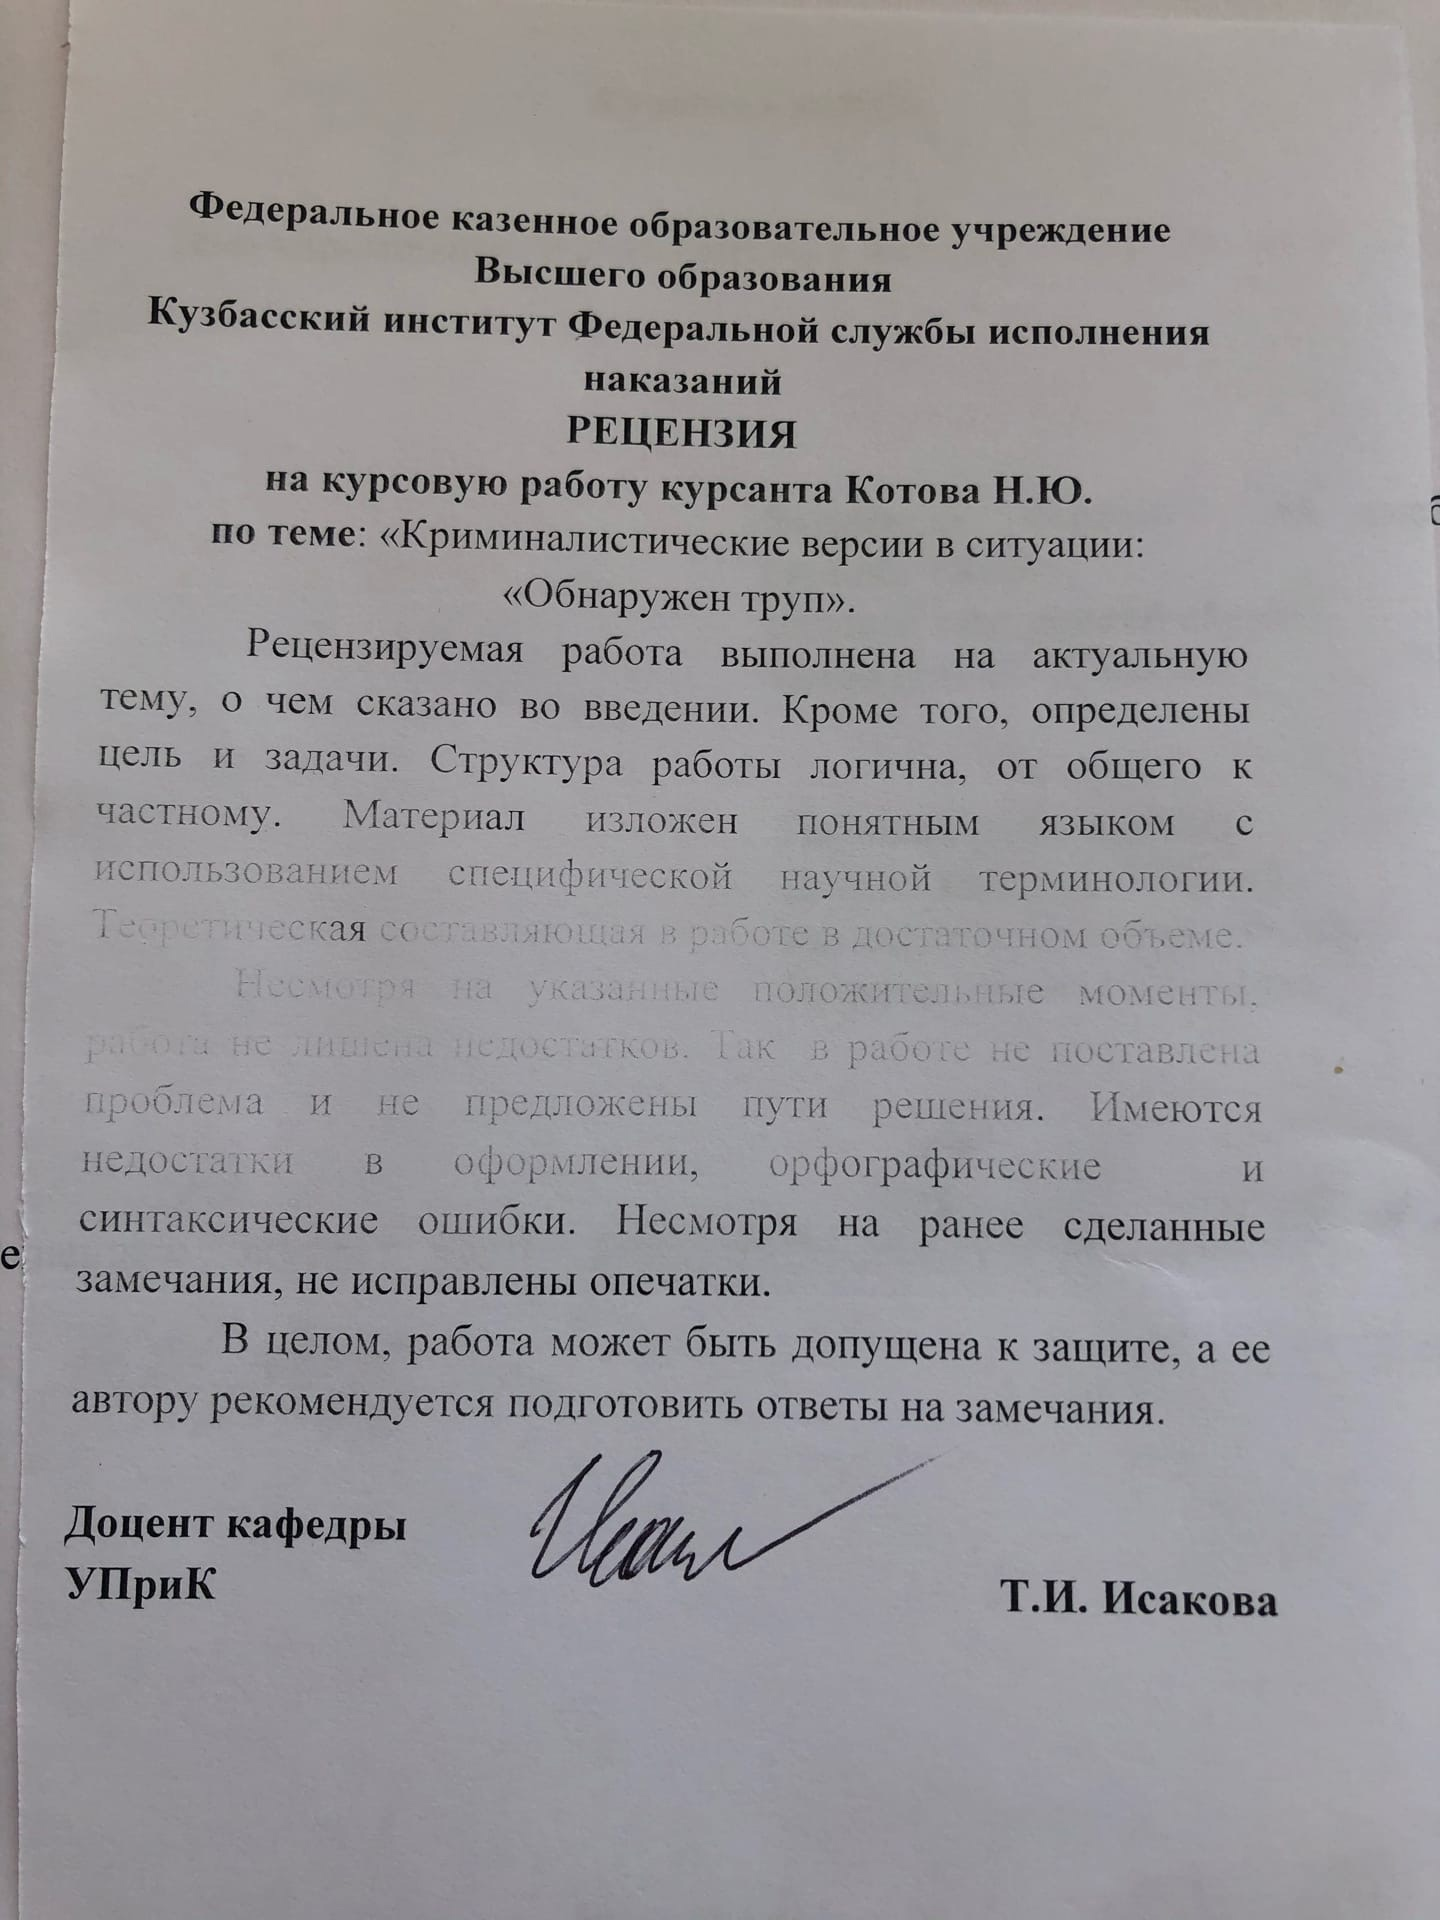 Федеральное казенное образовательное учреждение
Высшего образования
Кузбасский институт Федеральной службы исполнения
наказаний
РЕЦЕНЗИЯ
на курсовую работу курсанта Котова Н.Ю.
по теме: «Криминалистические версии в ситуации:
«Обнаружен труп».
Рецензируемая работа выполнена на актуальную
тему, о чем сказано во введении. Кроме того, определены
цель и задачи. Структура работы логична, от общего к
частному. Материал изложен понятным языком с
использованием специфической научной терминологии.
Теоретическая составляющая в работе в достаточном объеме.
Несмотря на указанные положительные моменты,
работа не лишена недостатков. Так в работе не поставлена
проблема и не предложены пути решения. Имеются
недостатки в оформлении, орфографические и
синтаксические ошибки. Несмотря на ранее сделанные
замечания, не исправлены опечатки.
В целом, работа может быть допущена к защите, а ее
автору рекомендуется подготовить ответы на замечания.
Доцент кафедры
УПриК
Т.И. Исакова
е
б